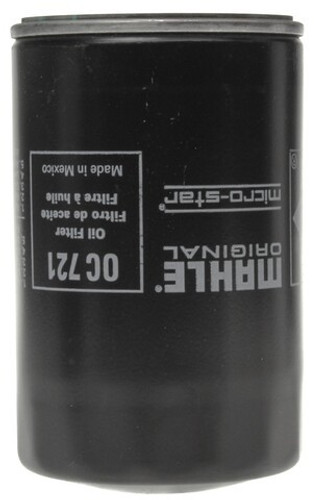 OC 721
Oil Filter
Filtro de aceite
Filtre à huile
Made in Mexico
MAHLE®
ORIGINAL
micro-star®